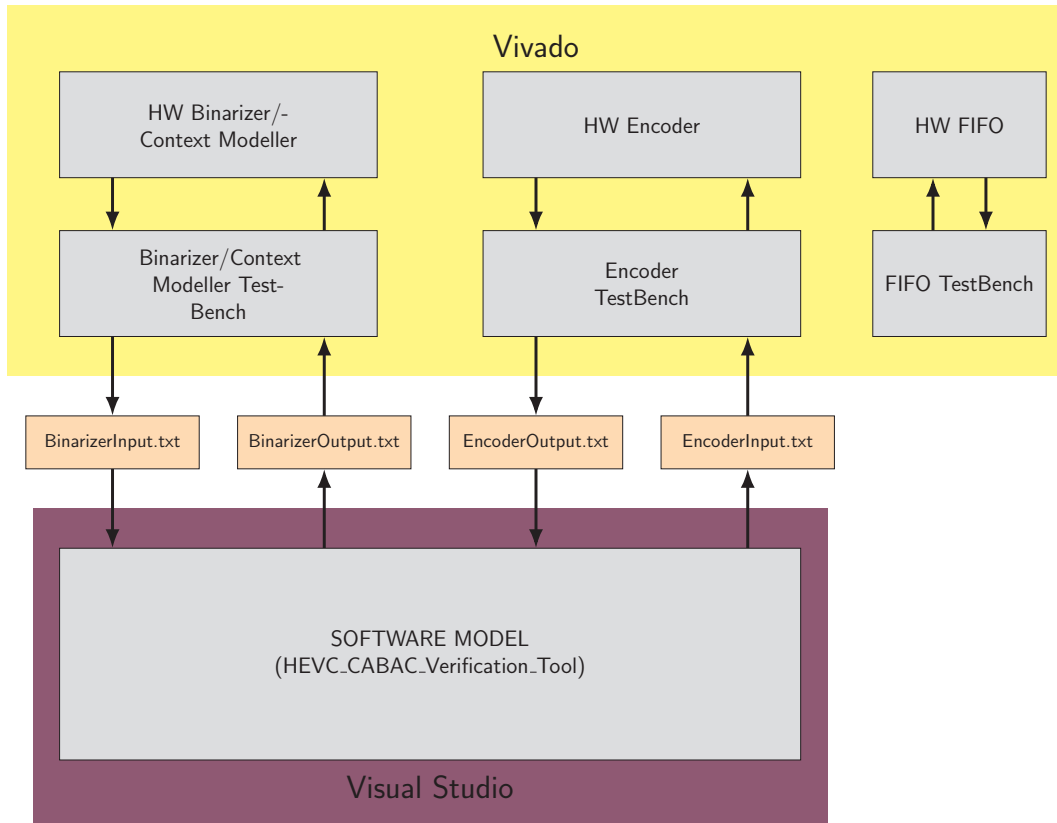 Vivado
HW Binarizer/-
Context Modeller
HW Encoder
HW FIFO
Binarizer/Context
Modeller Test-
Bench
Encoder
TestBench
FIFO TestBench
BinarizerInput.txt
BinarizerOutput.txt
EncoderOutput.txt
EncoderInput.txt
SOFTWARE MODEL
(HEVC_CABAC_Verification_Tool)
Visual Studio